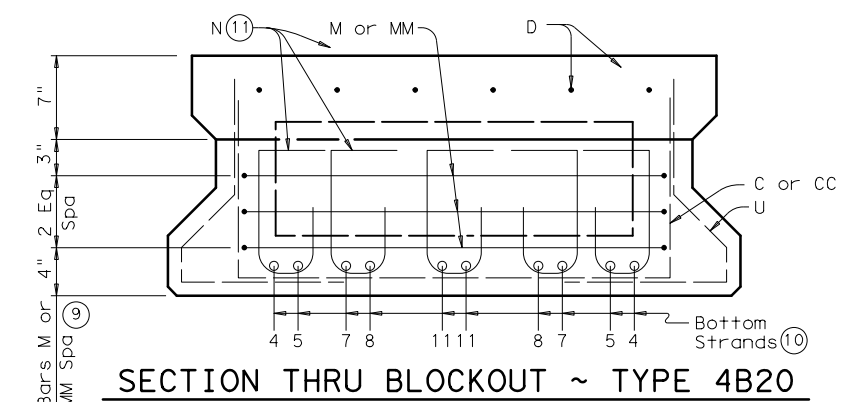 N 11
M or MM
D
7"
3"
2 Eq
Spa
4"
Bars M or
MM Spa 9
C or CC
U
4 5 7 8 11 11 8 7 5 4
Bottom
Strands 10
SECTION THRU BLOCKOUT ~ TYPE 4B20